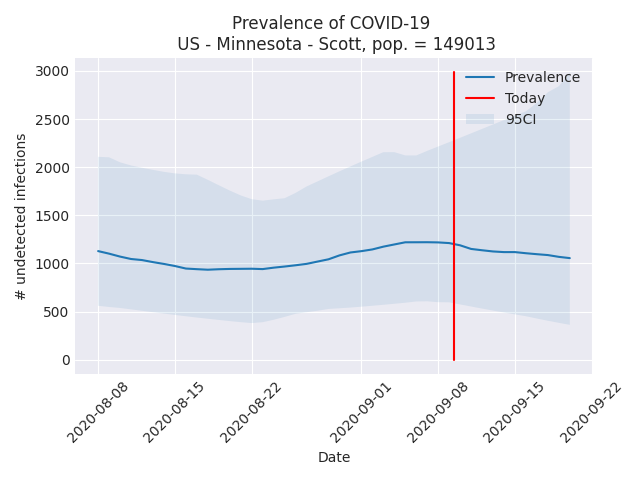 Prevalence of COVID-19
US - Minnesota - Scott, pop. = 149013
Prevalence
Today
95CI
# undetected infections
3000
2500
2000
1500
1000
500
0
2020-08-08
2020-08-15
2020-08-22
2020-09-01
2020-09-08
2020-09-15
2020-09-22
Date